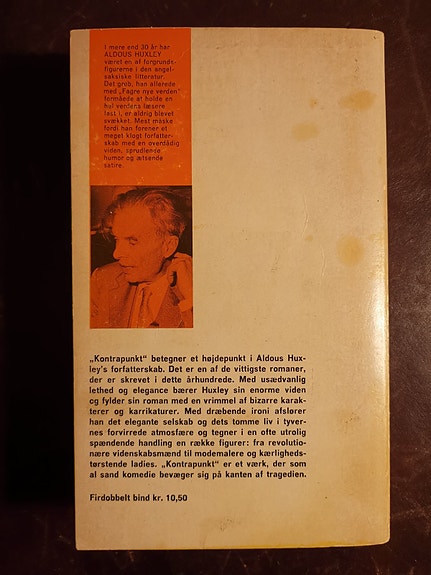 I mere end 30 år har
ALDOUS HUXLEY
været en af forgrunds-
figurerne i den angel-
saksiske litteratur.
Det greb, han allerede
med „Fagre nye verden"
formåede at holde en
hel verdens læsere
fast i, er aldrig blevet
svækket. Mest måske
fordi han forener et
meget klogt forfatter-
skab med en overdådig
viden, sprudlende
humor og ætsende
satire.
„Kontrapunkt" betegner et højdepunkt i Aldous Hux-
ley's forfatterskab. Det er en af de vittigste romaner,
der er skrevet i dette århundrede. Med usædvanlig
lethed og elegance bærer Huxley sin enorme viden
og fylder sin roman med en vrimmel af bizarre karak-
terer og karrikaturer. Med dræbende ironi afslører
han det elegante selskab og dets tomme liv i tyver-
nes forvirrede atmosfære og tegner i en ofte utrolig
spændende handling en række figurer: fra revolutio-
nære videnskabsmænd til modemalere og kærligheds-
tørstende ladies. „Kontrapunkt" er et værk, der som
al sand komedie bevæger sig på kanten af tragedien.
Firdobbelt bind kr. 10,50